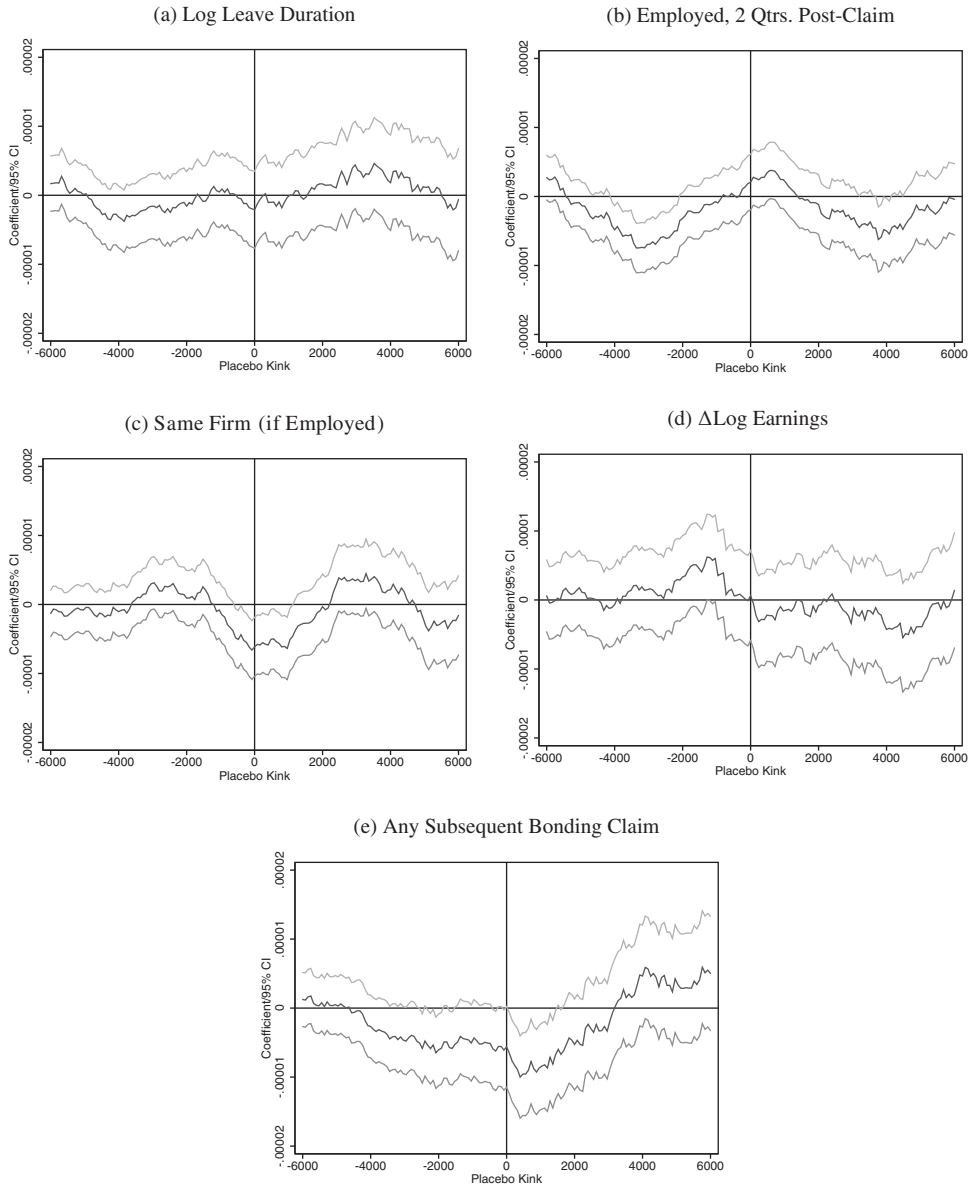 (a) Log Leave Duration
.00002
.00001
0
-.00001
-.00002
Coefficient/95% CI
-6000 -4000 -2000 0 2000 4000 6000
Placebo Kink
(b) Employed, 2 Qtrs. Post-Claim
.00002
.00001
0
-.00001
-.00002
Coefficient/95% CI
-6000 -4000 -2000 0 2000 4000 6000
Placebo Kink
(c) Same Firm (if Employed)
.00002
.00001
0
-.00001
-.00002
Coefficient/95% CI
-6000 -4000 -2000 0 2000 4000 6000
Placebo Kink
(d) ΔLog Earnings
.00002
.00001
0
-.00001
-.00002
Coefficient/95% CI
-6000 -4000 -2000 0 2000 4000 6000
Placebo Kink
(e) Any Subsequent Bonding Claim
.00002
.00001
0
-.00001
-.00002
Coefficient/95% CI
-6000 -4000 -2000 0 2000 4000 6000
Placebo Kink